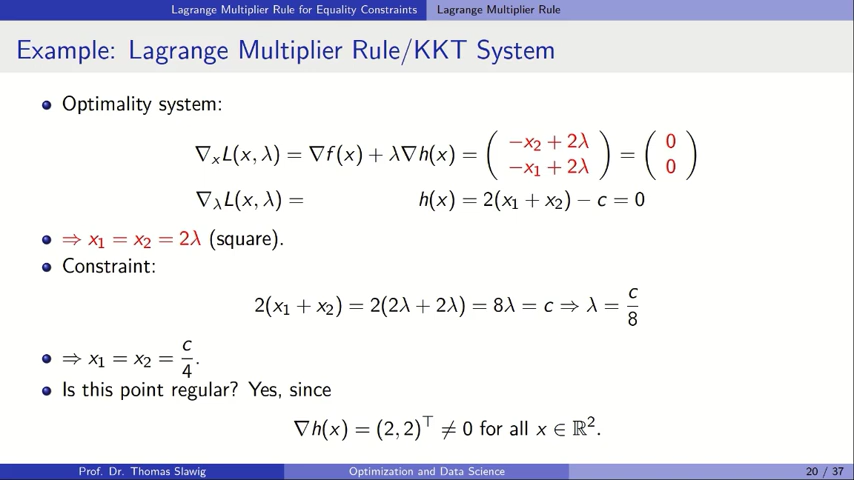 Lagrange Multiplier Rule for Equality Constraints Lagrange Multiplier Rule
Example: Lagrange Multiplier Rule/KKT System
• Optimality system:
∇ₓL(x, λ) = ∇f(x) + λ∇h(x) = ( −x₂ + 2λ −x₁ + 2λ ) = ( 0 0 )
∇_λL(x, λ) = h(x) = 2(x₁ + x₂) − c = 0
• ⇒ x₁ = x₂ = 2λ (square).
• Constraint:
2(x₁ + x₂) = 2(2λ + 2λ) = 8λ = c ⇒ λ = c/8
• ⇒ x₁ = x₂ = c/4.
• Is this point regular? Yes, since
∇h(x) = (2, 2)^⊤ ≠ 0 for all x ∈ ℝ².
Prof. Dr. Thomas Slawig Optimization and Data Science 20 / 37